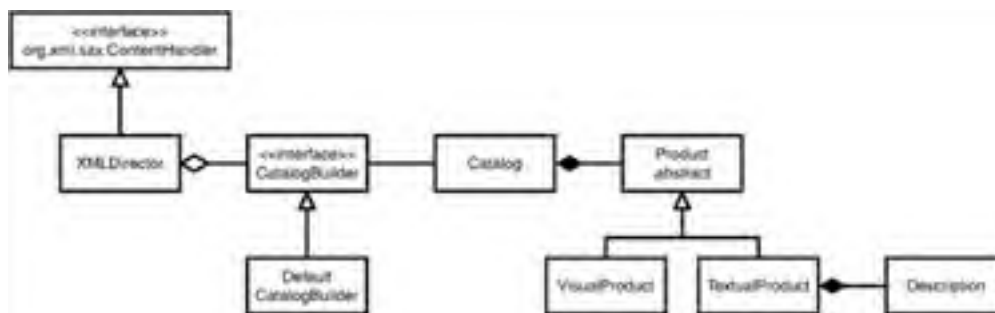 <<interface>>
org.xml.sax.ContentHandler
XMLDirector
<<interface>>
CatalogBuilder
Catalog
Product
abstract
Default
CatalogBuilder
VisualProduct
TextualProduct
Description